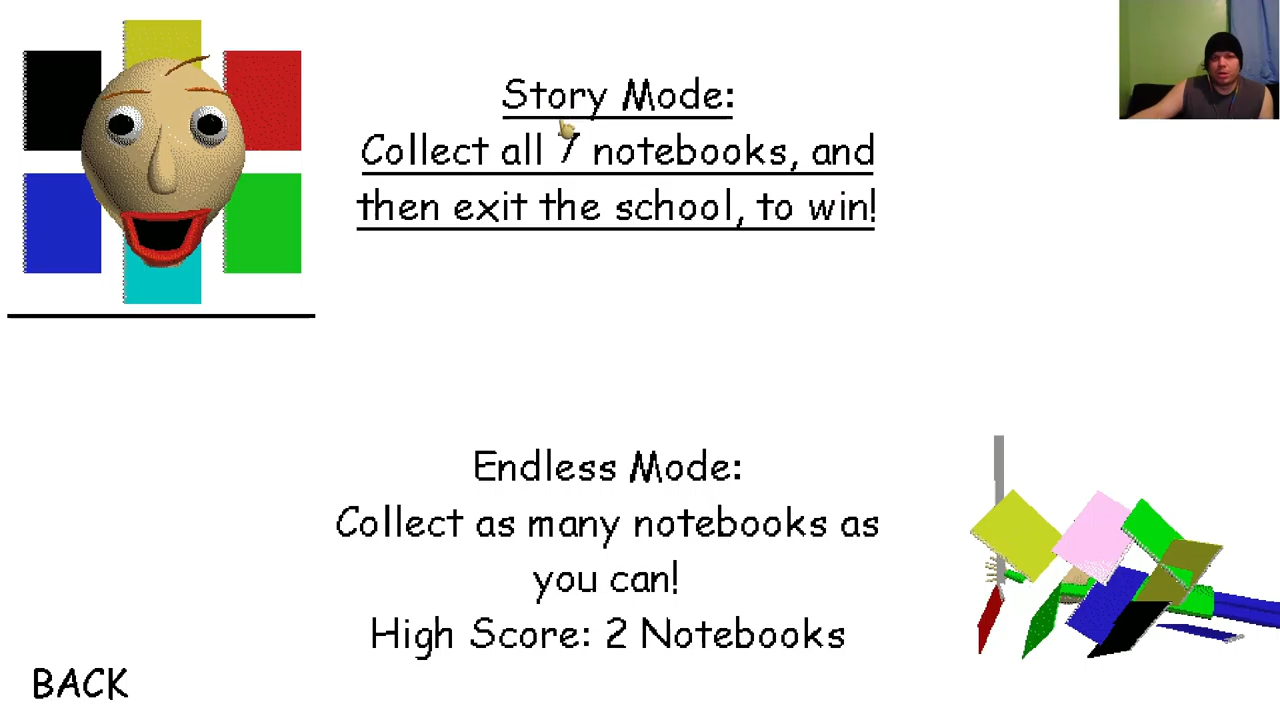 Story Mode:
Collect all 7 notebooks, and
then exit the school, to win!
Endless Mode:
Collect as many notebooks as
you can!
High Score: 2 Notebooks
BACK